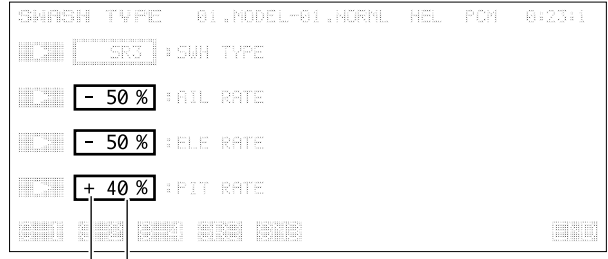 SWASH TYPE 01.MODEL-01.NORML HEL PCM 0:23:1
SR3 :SWH TYPE
- 50 % :AIL RATE
- 50 % :ELE RATE
+ 40 % :PIT RATE